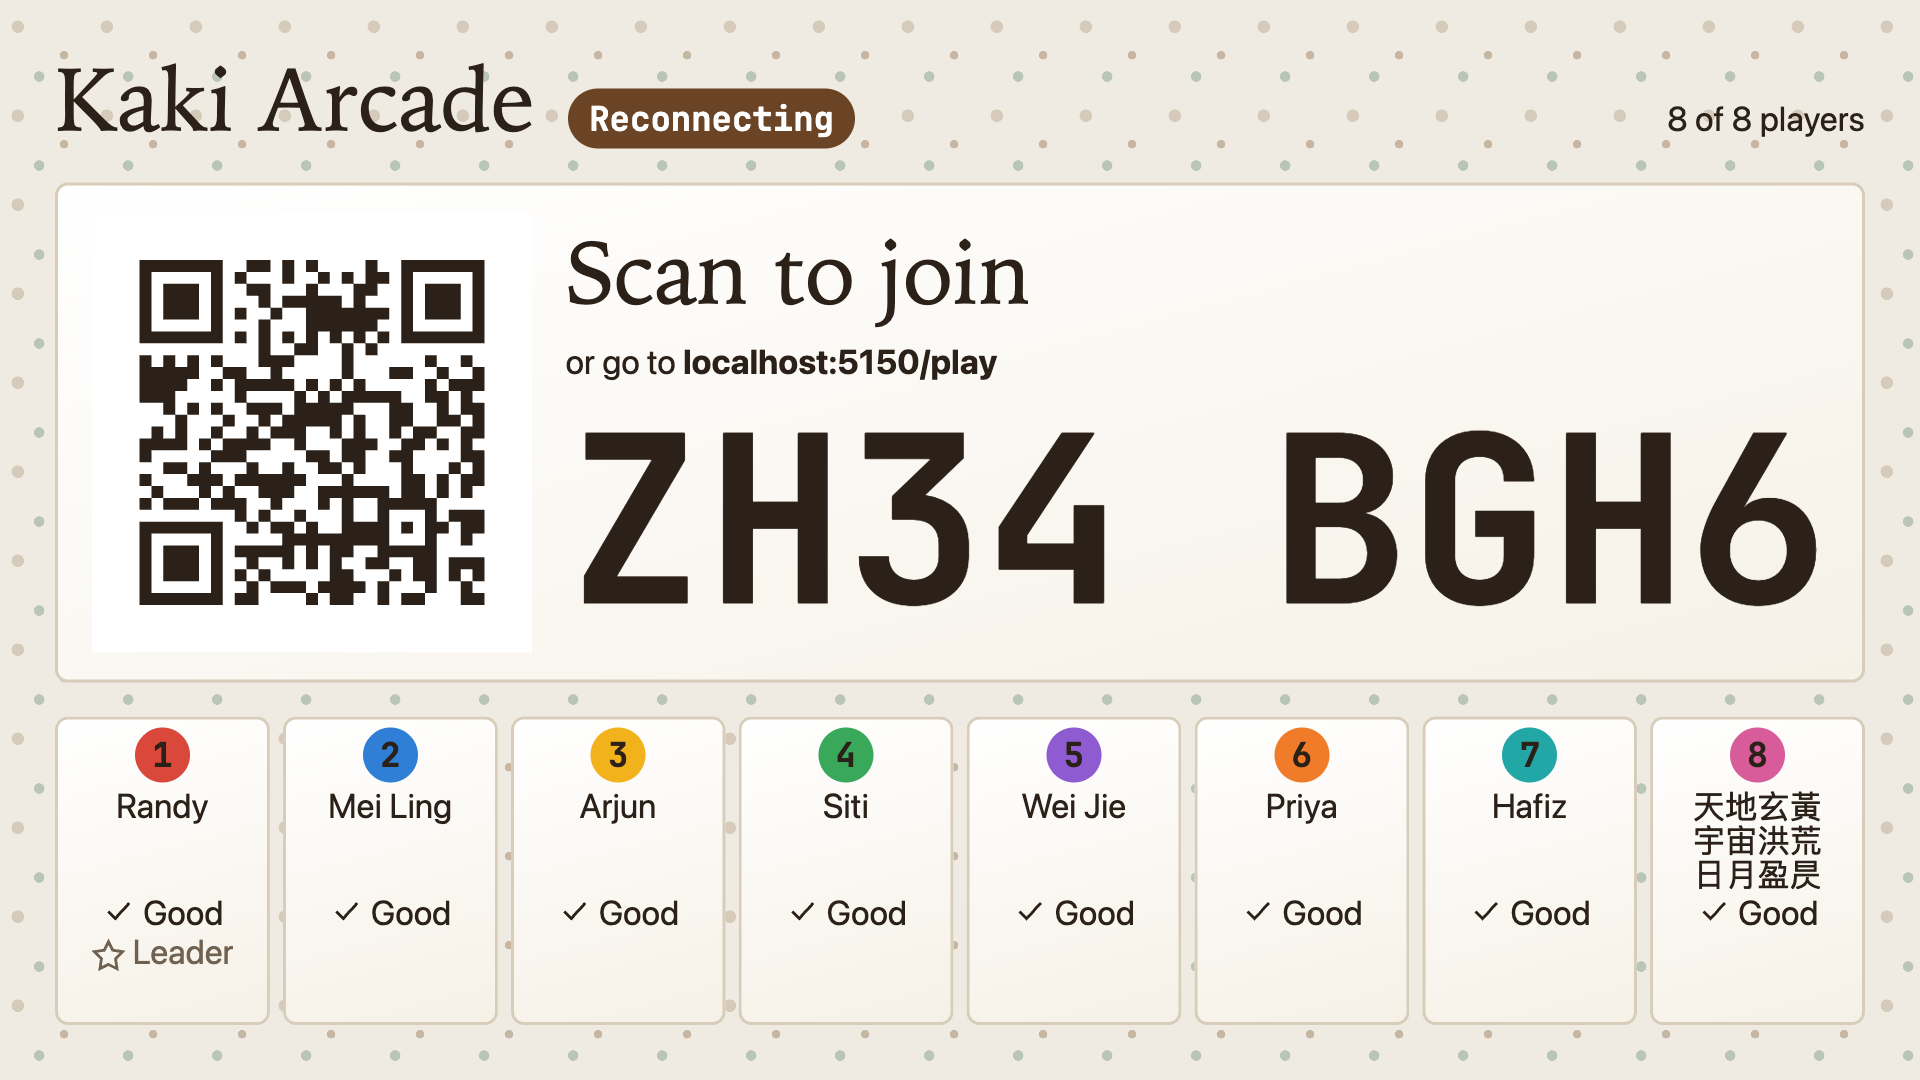 Kaki Arcade
Reconnecting
8 of 8 players
Scan to join
or go to localhost:5150/play
ZH34 BGH6
1
Randy
✓ Good
☆ Leader
2
Mei Ling
✓ Good
3
Arjun
✓ Good
4
Siti
✓ Good
5
Wei Jie
✓ Good
6
Priya
✓ Good
7
Hafiz
✓ Good
8
天地玄黃
宇宙洪荒
日月盈昃
✓ Good